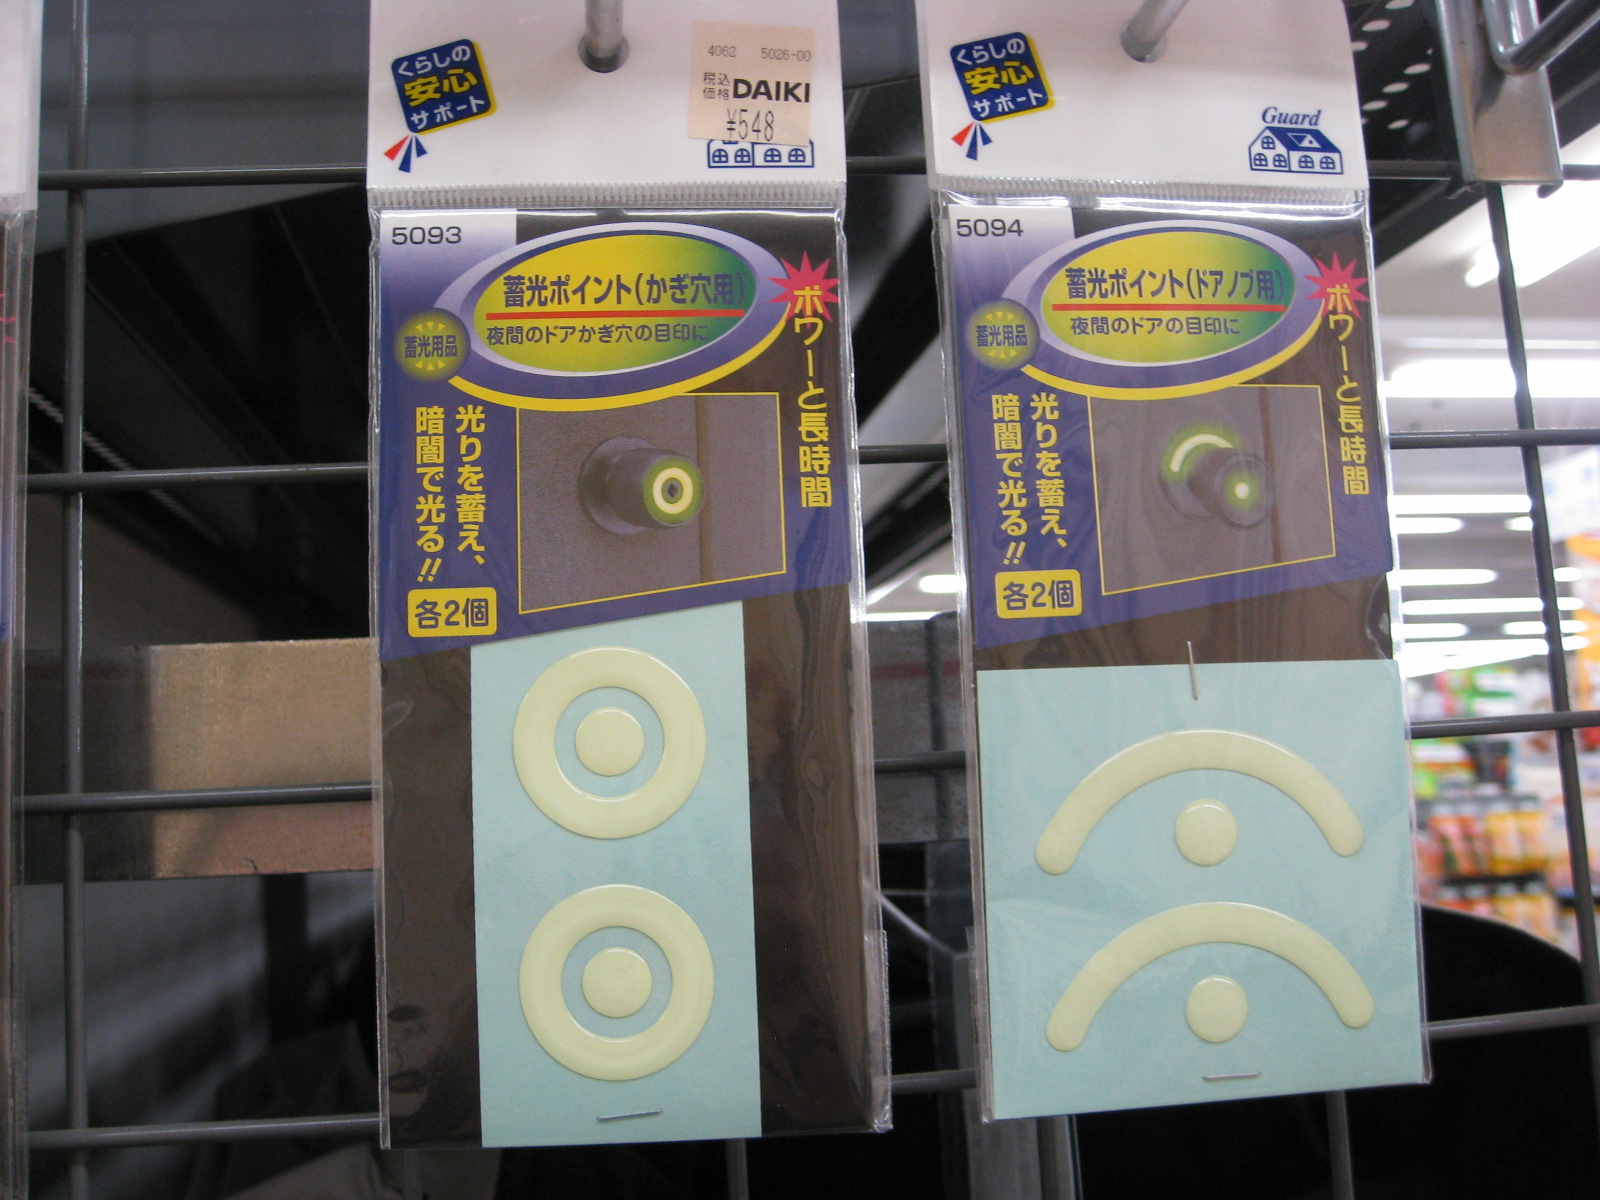 くらしの
安心
サポート
4062 5026-00
税込
価格
DAIKI
¥548
5093
蓄光ポイント(かぎ穴用)
夜間のドアかぎ穴の目印に
蓄光用品
ポワーと長時間
光りを蓄え、
暗闇で光る!!
各2個
くらしの
安心
サポート
Guard
5094
蓄光ポイント(ドアノブ用)
夜間のドアの目印に
蓄光用品
ポワーと長時間
光りを蓄え、
暗闇で光る!!
各2個